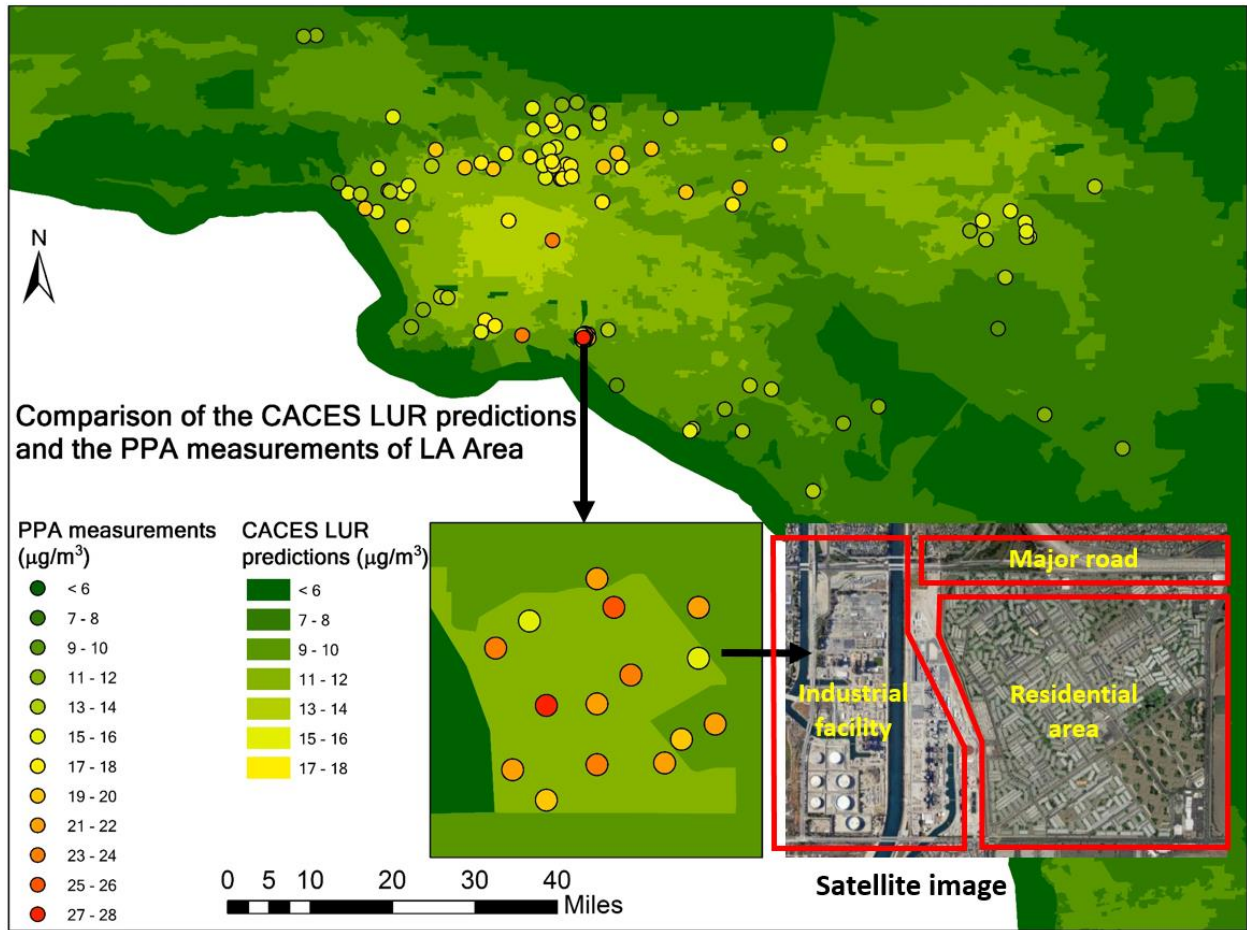 N
Comparison of the CACES LUR predictions
and the PPA measurements of LA Area
PPA measurements
(μg/m³)
< 6
7 - 8
9 - 10
11 - 12
13 - 14
15 - 16
17 - 18
19 - 20
21 - 22
23 - 24
25 - 26
27 - 28
CACES LUR
predictions (μg/m³)
< 6
7 - 8
9 - 10
11 - 12
13 - 14
15 - 16
17 - 18
0 5 10 20 30 40
Miles
Major road
Industrial
facility
Residential
area
Satellite image